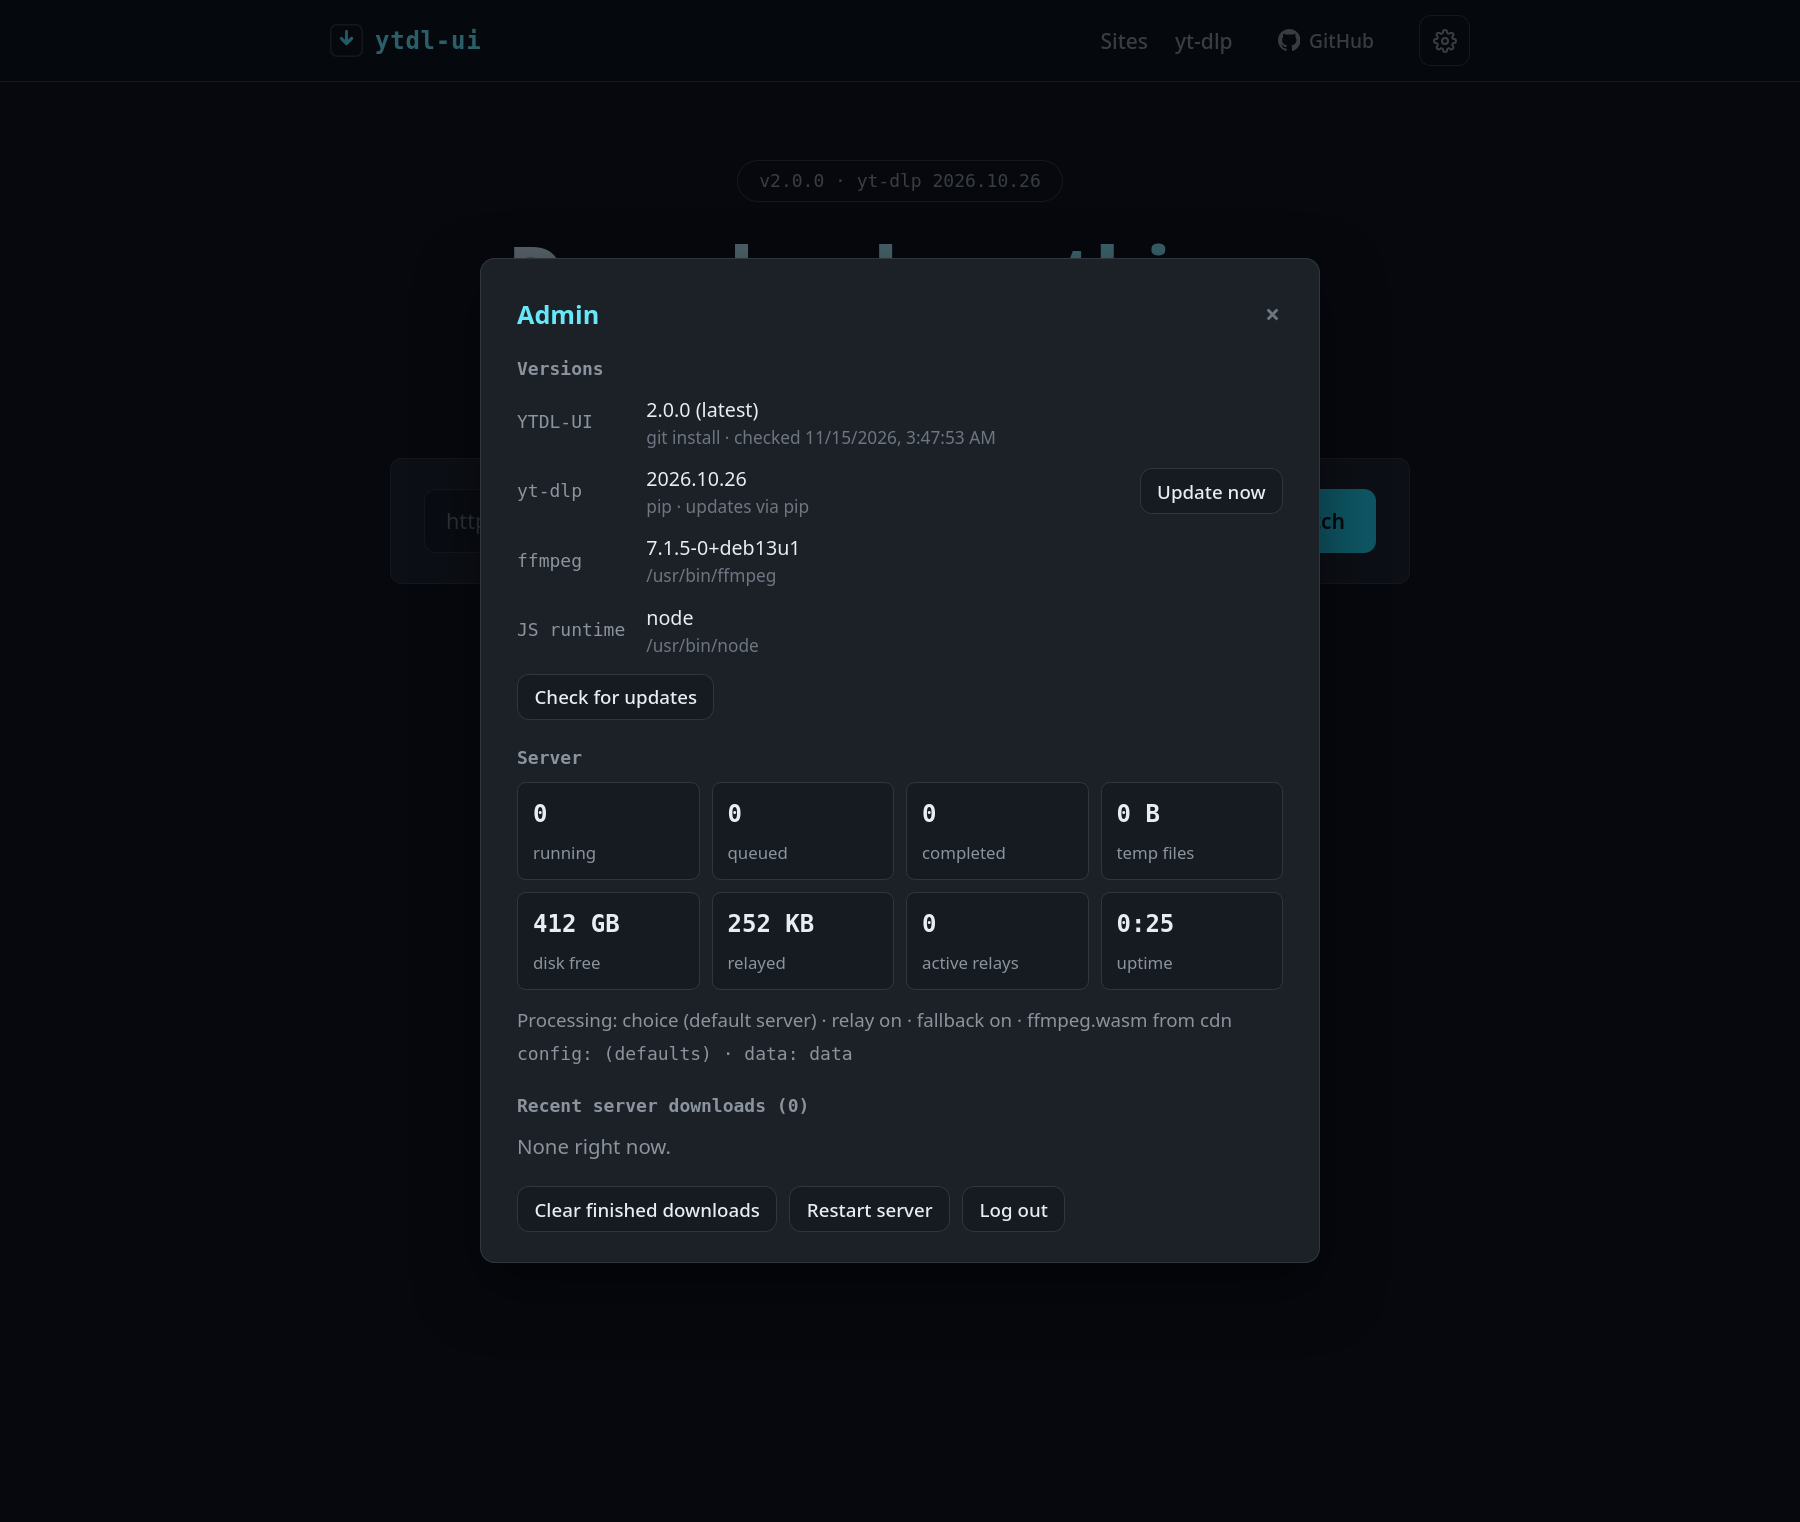 ytdl-ui
Sites yt-dlp GitHub
v2.0.0 · yt-dlp 2026.10.26
Admin ×
Versions
YTDL-UI
2.0.0 (latest)
git install · checked 11/15/2026, 3:47:53 AM
yt-dlp
2026.10.26
pip · updates via pip
Update now
ffmpeg
7.1.5-0+deb13u1
/usr/bin/ffmpeg
JS runtime
node
/usr/bin/node
Check for updates
Server
0 0 0 0 B
running queued completed temp files
412 GB 252 KB 0 0:25
disk free relayed active relays uptime
Processing: choice (default server) · relay on · fallback on · ffmpeg.wasm from cdn
config: (defaults) · data: data
Recent server downloads (0)
None right now.
Clear finished downloads Restart server Log out